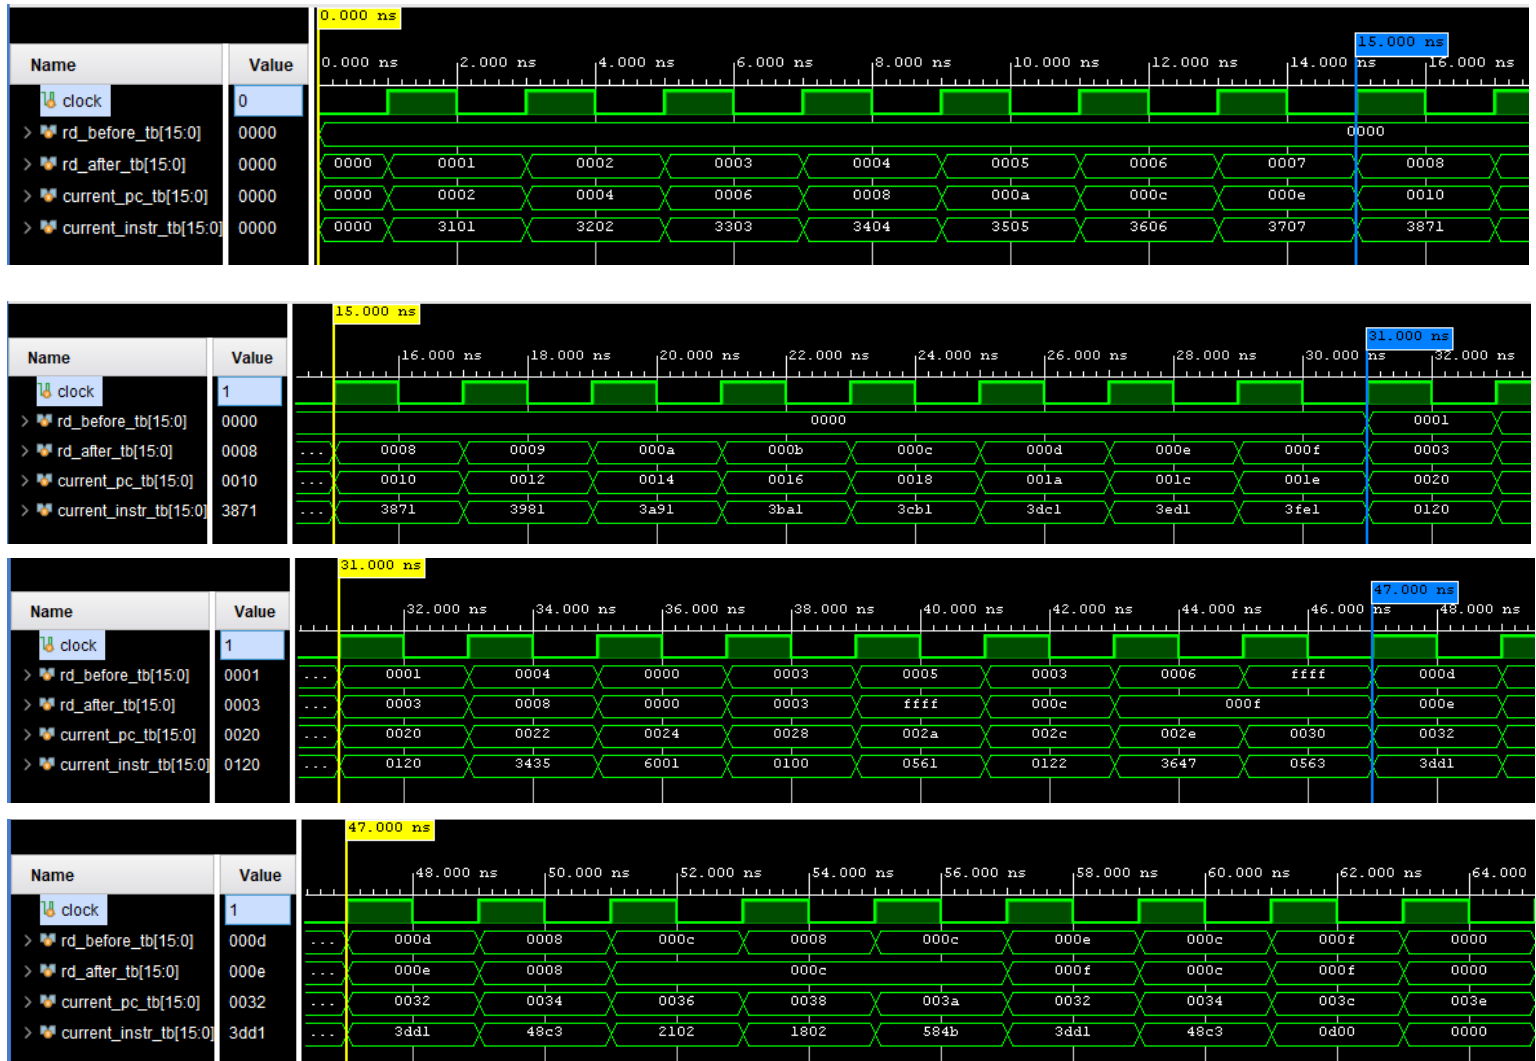 0.000 ns
15.000 ns
Name Value 0.000 ns 2.000 ns 4.000 ns 6.000 ns 8.000 ns 10.000 ns 12.000 ns 14.000 ns 16.000 ns
clock 0
rd_before_tb[15:0] 0000 0000
rd_after_tb[15:0] 0000 0000 0001 0002 0003 0004 0005 0006 0007 0008
current_pc_tb[15:0] 0000 0000 0002 0004 0006 0008 000a 000c 000e 0010
current_instr_tb[15:0] 0000 0000 3101 3202 3303 3404 3505 3606 3707 3871
15.000 ns
31.000 ns
Name Value 16.000 ns 18.000 ns 20.000 ns 22.000 ns 24.000 ns 26.000 ns 28.000 ns 30.000 ns 32.000 ns
clock 1
rd_before_tb[15:0] 0000 0000 0001
rd_after_tb[15:0] 0008 ... 0008 0009 000a 000b 000c 000d 000e 000f 0003
current_pc_tb[15:0] 0010 ... 0010 0012 0014 0016 0018 001a 001c 001e 0020
current_instr_tb[15:0] 3871 ... 3871 3981 3a91 3ba1 3cb1 3dc1 3ed1 3fe1 0120
31.000 ns
47.000 ns
Name Value 32.000 ns 34.000 ns 36.000 ns 38.000 ns 40.000 ns 42.000 ns 44.000 ns 46.000 ns 48.000 ns
clock 1
rd_before_tb[15:0] 0001 ... 0001 0004 0000 0003 0005 0003 0006 ffff 000d
rd_after_tb[15:0] 0003 ... 0003 0008 0000 0003 ffff 000c 000f 000e
current_pc_tb[15:0] 0020 ... 0020 0022 0024 0028 002a 002c 002e 0030 0032
current_instr_tb[15:0] 0120 ... 0120 3435 6001 0100 0561 0122 3647 0563 3dd1
47.000 ns
Name Value 48.000 ns 50.000 ns 52.000 ns 54.000 ns 56.000 ns 58.000 ns 60.000 ns 62.000 ns 64.000
clock 1
rd_before_tb[15:0] 000d ... 000d 0008 000c 0008 000c 000e 000c 000f 0000
rd_after_tb[15:0] 000e ... 000e 0008 000c 000f 000c 000f 0000
current_pc_tb[15:0] 0032 ... 0032 0034 0036 0038 003a 0032 0034 003c 003e
current_instr_tb[15:0] 3dd1 ... 3dd1 48c3 2102 1802 584b 3dd1 48c3 0d00 0000